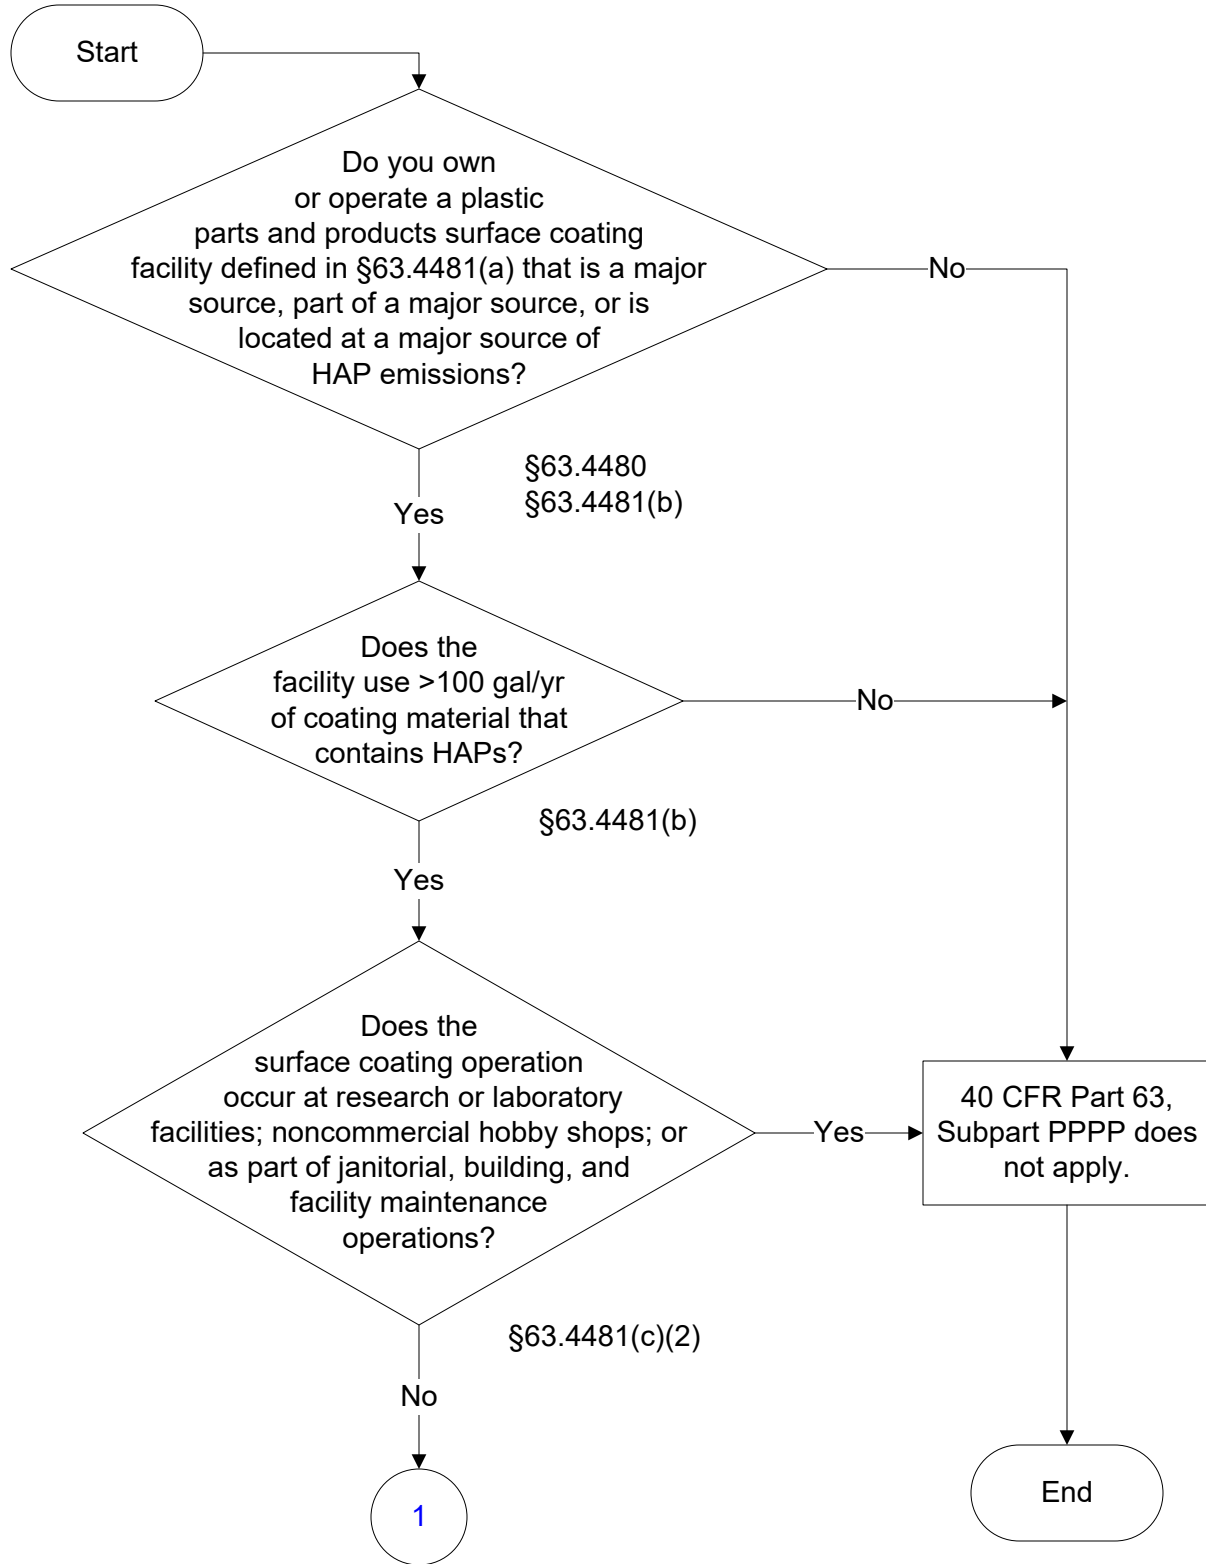 Start
Do you own
or operate a plastic
parts and products surface coating
facility defined in §63.4481(a) that is a major
source, part of a major source, or is
located at a major source of
HAP emissions?
No
§63.4480
§63.4481(b)
Yes
Does the
facility use >100 gal/yr
of coating material that
contains HAPs?
No
§63.4481(b)
Yes
Does the
surface coating operation
occur at research or laboratory
facilities; noncommercial hobby shops; or
as part of janitorial, building, and
facility maintenance
operations?
Yes
40 CFR Part 63,
Subpart PPPP does
not apply.
§63.4481(c)(2)
No
1
End